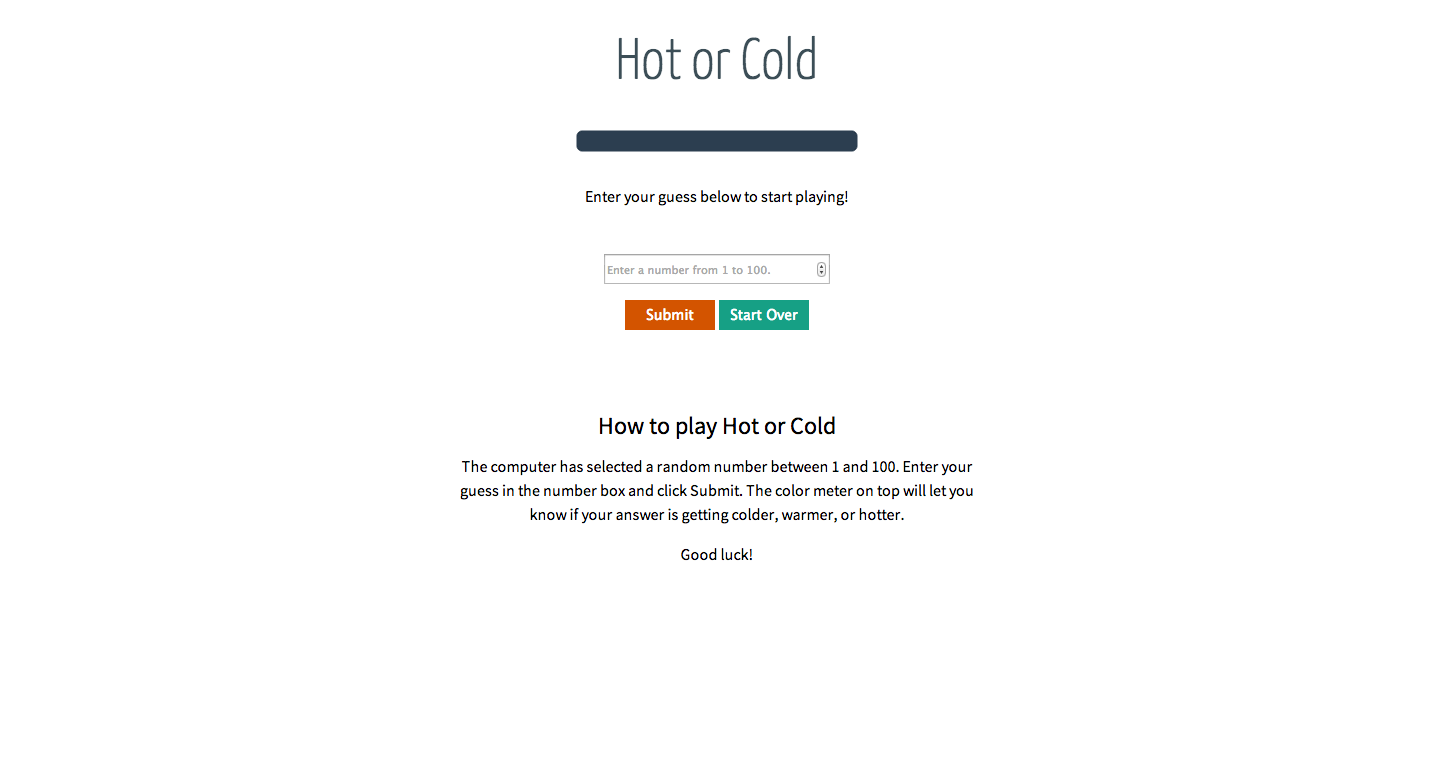 Hot or Cold
Enter your guess below to start playing!
Enter a number from 1 to 100.
Submit Start Over
How to play Hot or Cold
The computer has selected a random number between 1 and 100. Enter your
guess in the number box and click Submit. The color meter on top will let you
know if your answer is getting colder, warmer, or hotter.
Good luck!